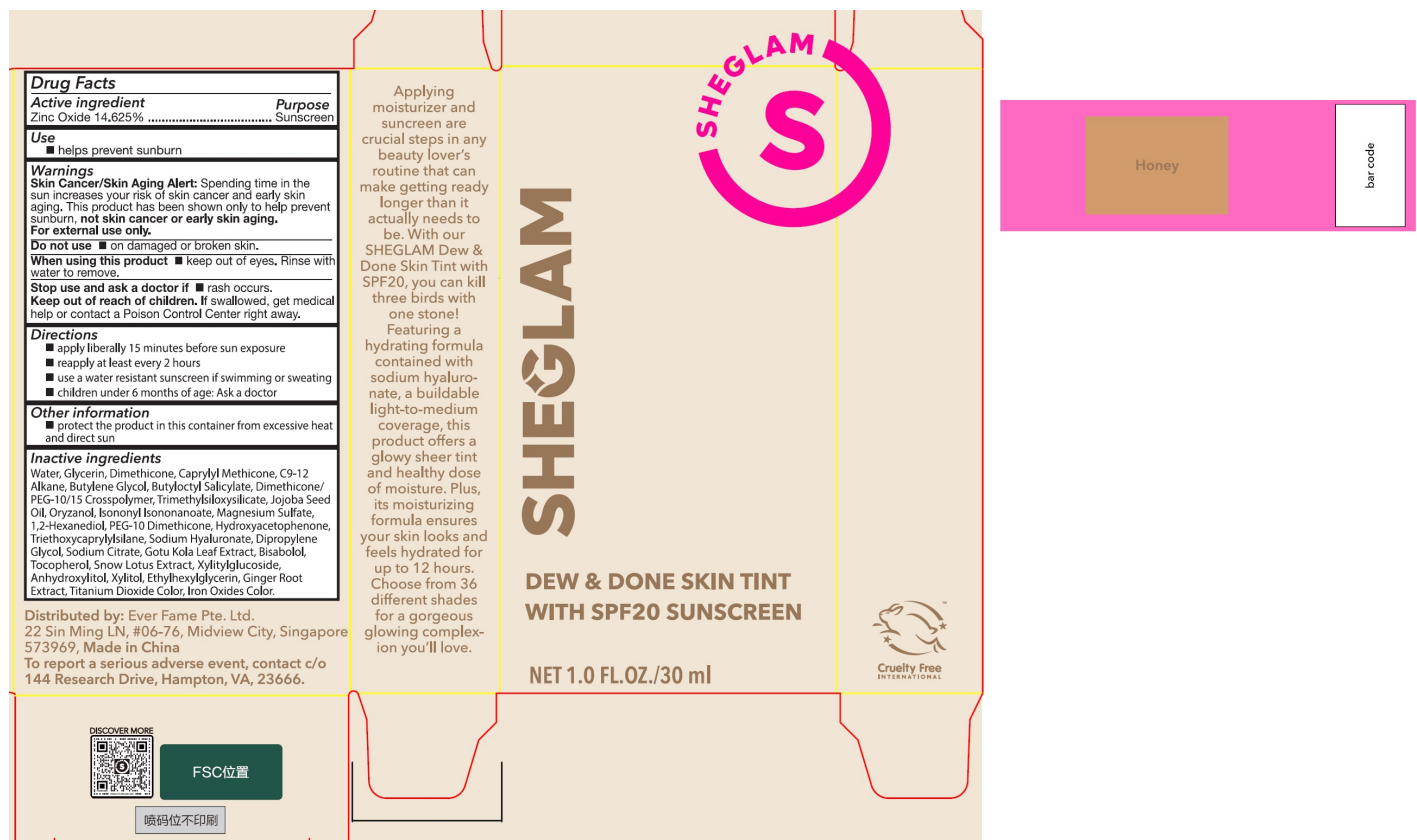 Drug Facts
Active ingredient Purpose
Zinc Oxide 14.625% ................................... Sunscreen
Use
■ helps prevent sunburn
Warnings
Skin Cancer/Skin Aging Alert: Spending time in the
sun increases your risk of skin cancer and early skin
aging. This product has been shown only to help prevent
sunburn, not skin cancer or early skin aging.
For external use only.
Do not use ■ on damaged or broken skin.
When using this product ■ keep out of eyes. Rinse with
water to remove.
Stop use and ask a doctor if ■ rash occurs.
Keep out of reach of children. If swallowed, get medical
help or contact a Poison Control Center right away.
Directions
■ apply liberally 15 minutes before sun exposure
■ reapply at least every 2 hours
■ use a water resistant sunscreen if swimming or sweating
■ children under 6 months of age: Ask a doctor
Other information
■ protect the product in this container from excessive heat
and direct sun
Inactive ingredients
Water, Glycerin, Dimethicone, Caprylyl Methicone, C9-12
Alkane, Butylene Glycol, Butyloctyl Salicylate, Dimethicone/
PEG-10/15 Crosspolymer, Trimethylsiloxysilicate, Jojoba Seed
Oil, Oryzanol, Isononyl Isononanoate, Magnesium Sulfate,
1,2-Hexanediol, PEG-10 Dimethicone, Hydroxyacetophenone,
Triethoxycaprylylsilane, Sodium Hyaluronate, Dipropylene
Glycol, Sodium Citrate, Gotu Kola Leaf Extract, Bisabolol,
Tocopherol, Snow Lotus Extract, Xylitylglucoside,
Anhydroxylitol, Xylitol, Ethylhexylglycerin, Ginger Root
Extract, Titanium Dioxide Color, Iron Oxides Color.
Distributed by: Ever Fame Pte. Ltd.
22 Sin Ming LN, #06-76, Midview City, Singapore
573969, Made in China
To report a serious adverse event, contact c/o
144 Research Drive, Hampton, VA, 23666.
DISCOVER MORE
S
FSC位置
喷码位不印刷
Applying
moisturizer and
suncreen are
crucial steps in any
beauty lover's
routine that can
make getting ready
longer than it
actually needs to
be. With our
SHEGLAM Dew &
Done Skin Tint with
SPF20, you can kill
three birds with
one stone!
Featuring a
hydrating formula
contained with
sodium hyaluro-
nate, a buildable
light-to-medium
coverage, this
product offers a
glowy sheer tint
and healthy dose
of moisture. Plus,
its moisturizing
formula ensures
your skin looks and
feels hydrated for
up to 12 hours.
Choose from 36
different shades
for a gorgeous
glowing complex-
ion you'll love.
SHEGLAM
S
SHEGLAM
DEW & DONE SKIN TINT
WITH SPF20 SUNSCREEN
NET 1.0 FL.OZ./30 ml
TM
Cruelty Free
INTERNATIONAL
Honey
bar code